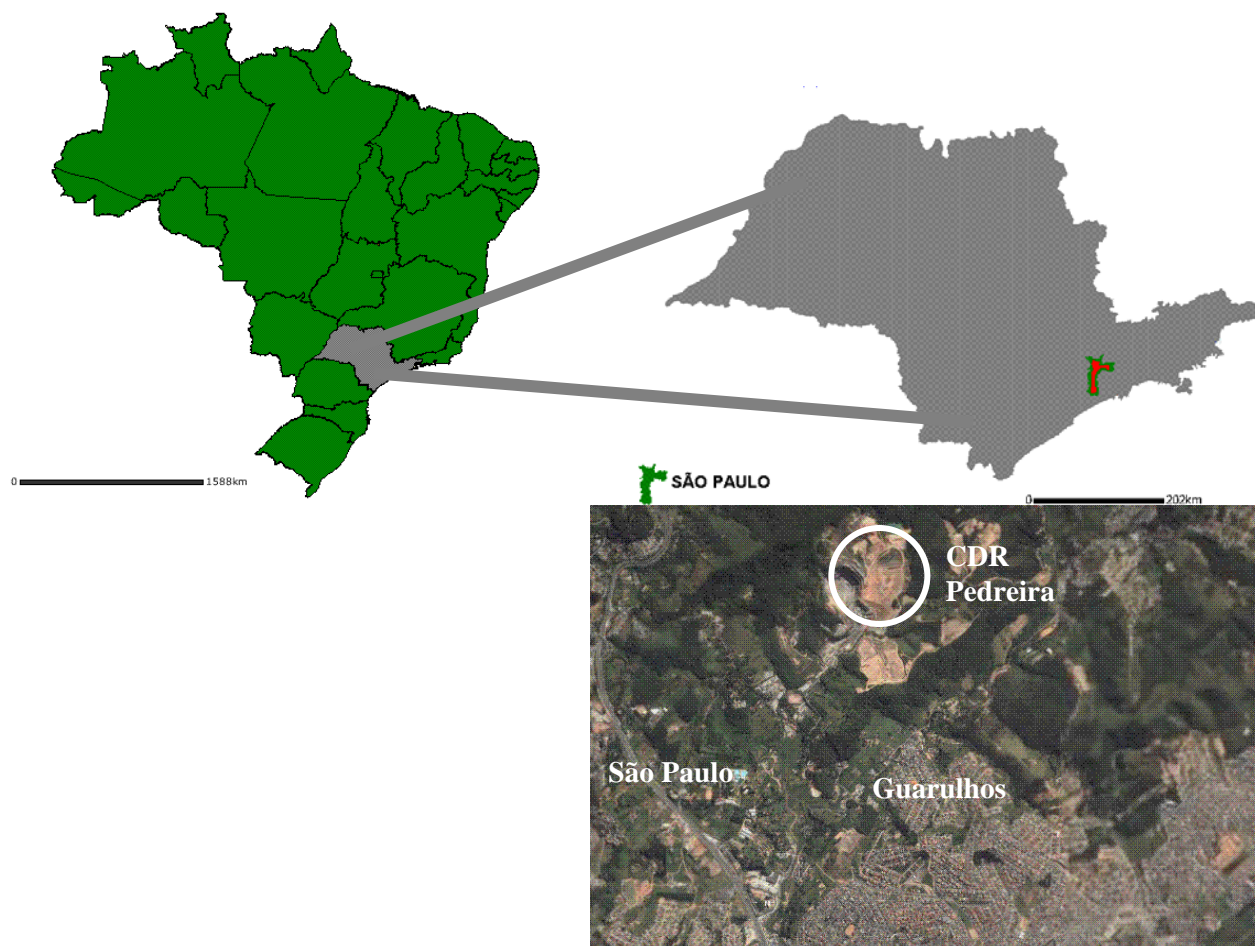 0 1588km
SÃO PAULO
0 202km
CDR
Pedreira
São Paulo
Guarulhos